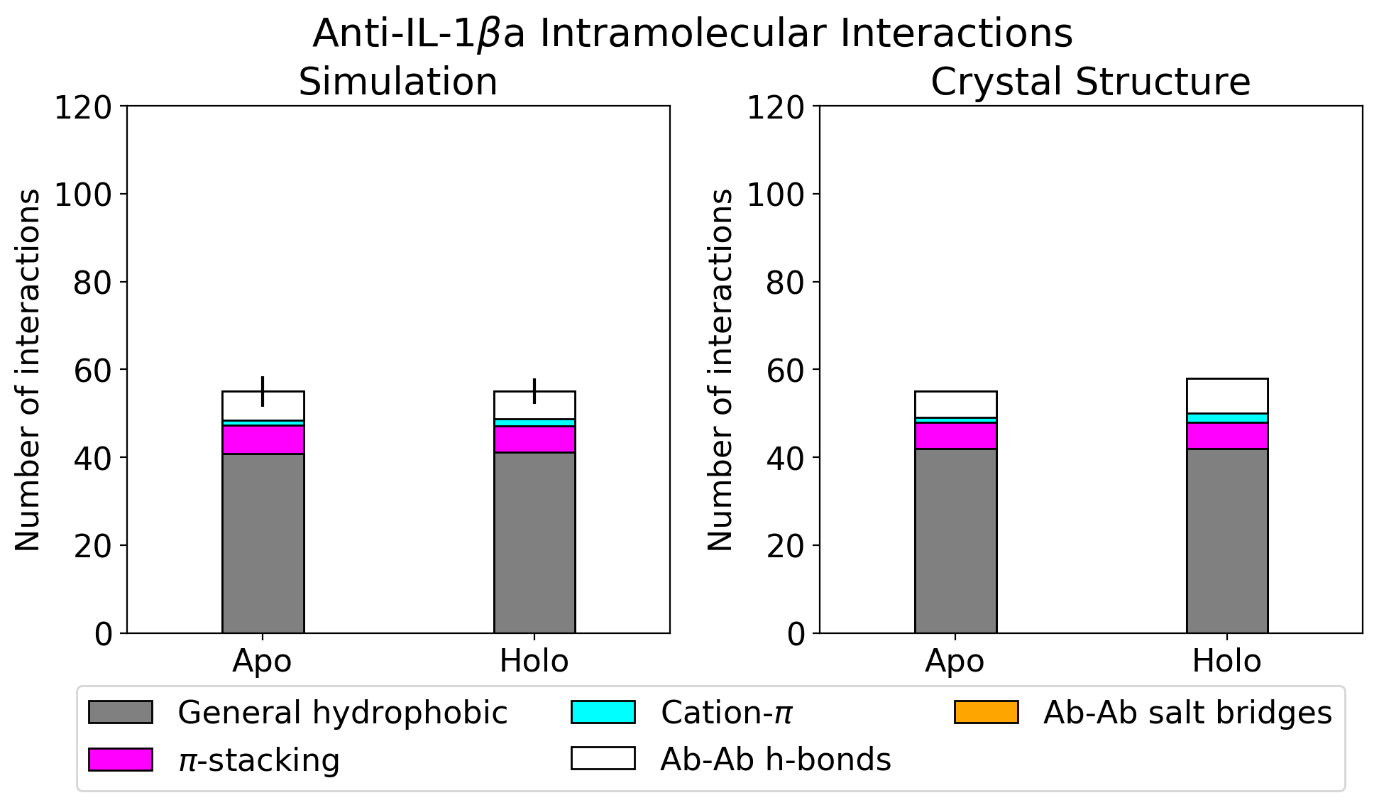 Anti-IL-1βa Intramolecular Interactions
Simulation
Crystal Structure
120
100
80
60
40
20
0
Number of interactions
Apo
Holo
120
100
80
60
40
20
0
Number of interactions
Apo
Holo
General hydrophobic
π-stacking
Cation-π
Ab-Ab h-bonds
Ab-Ab salt bridges